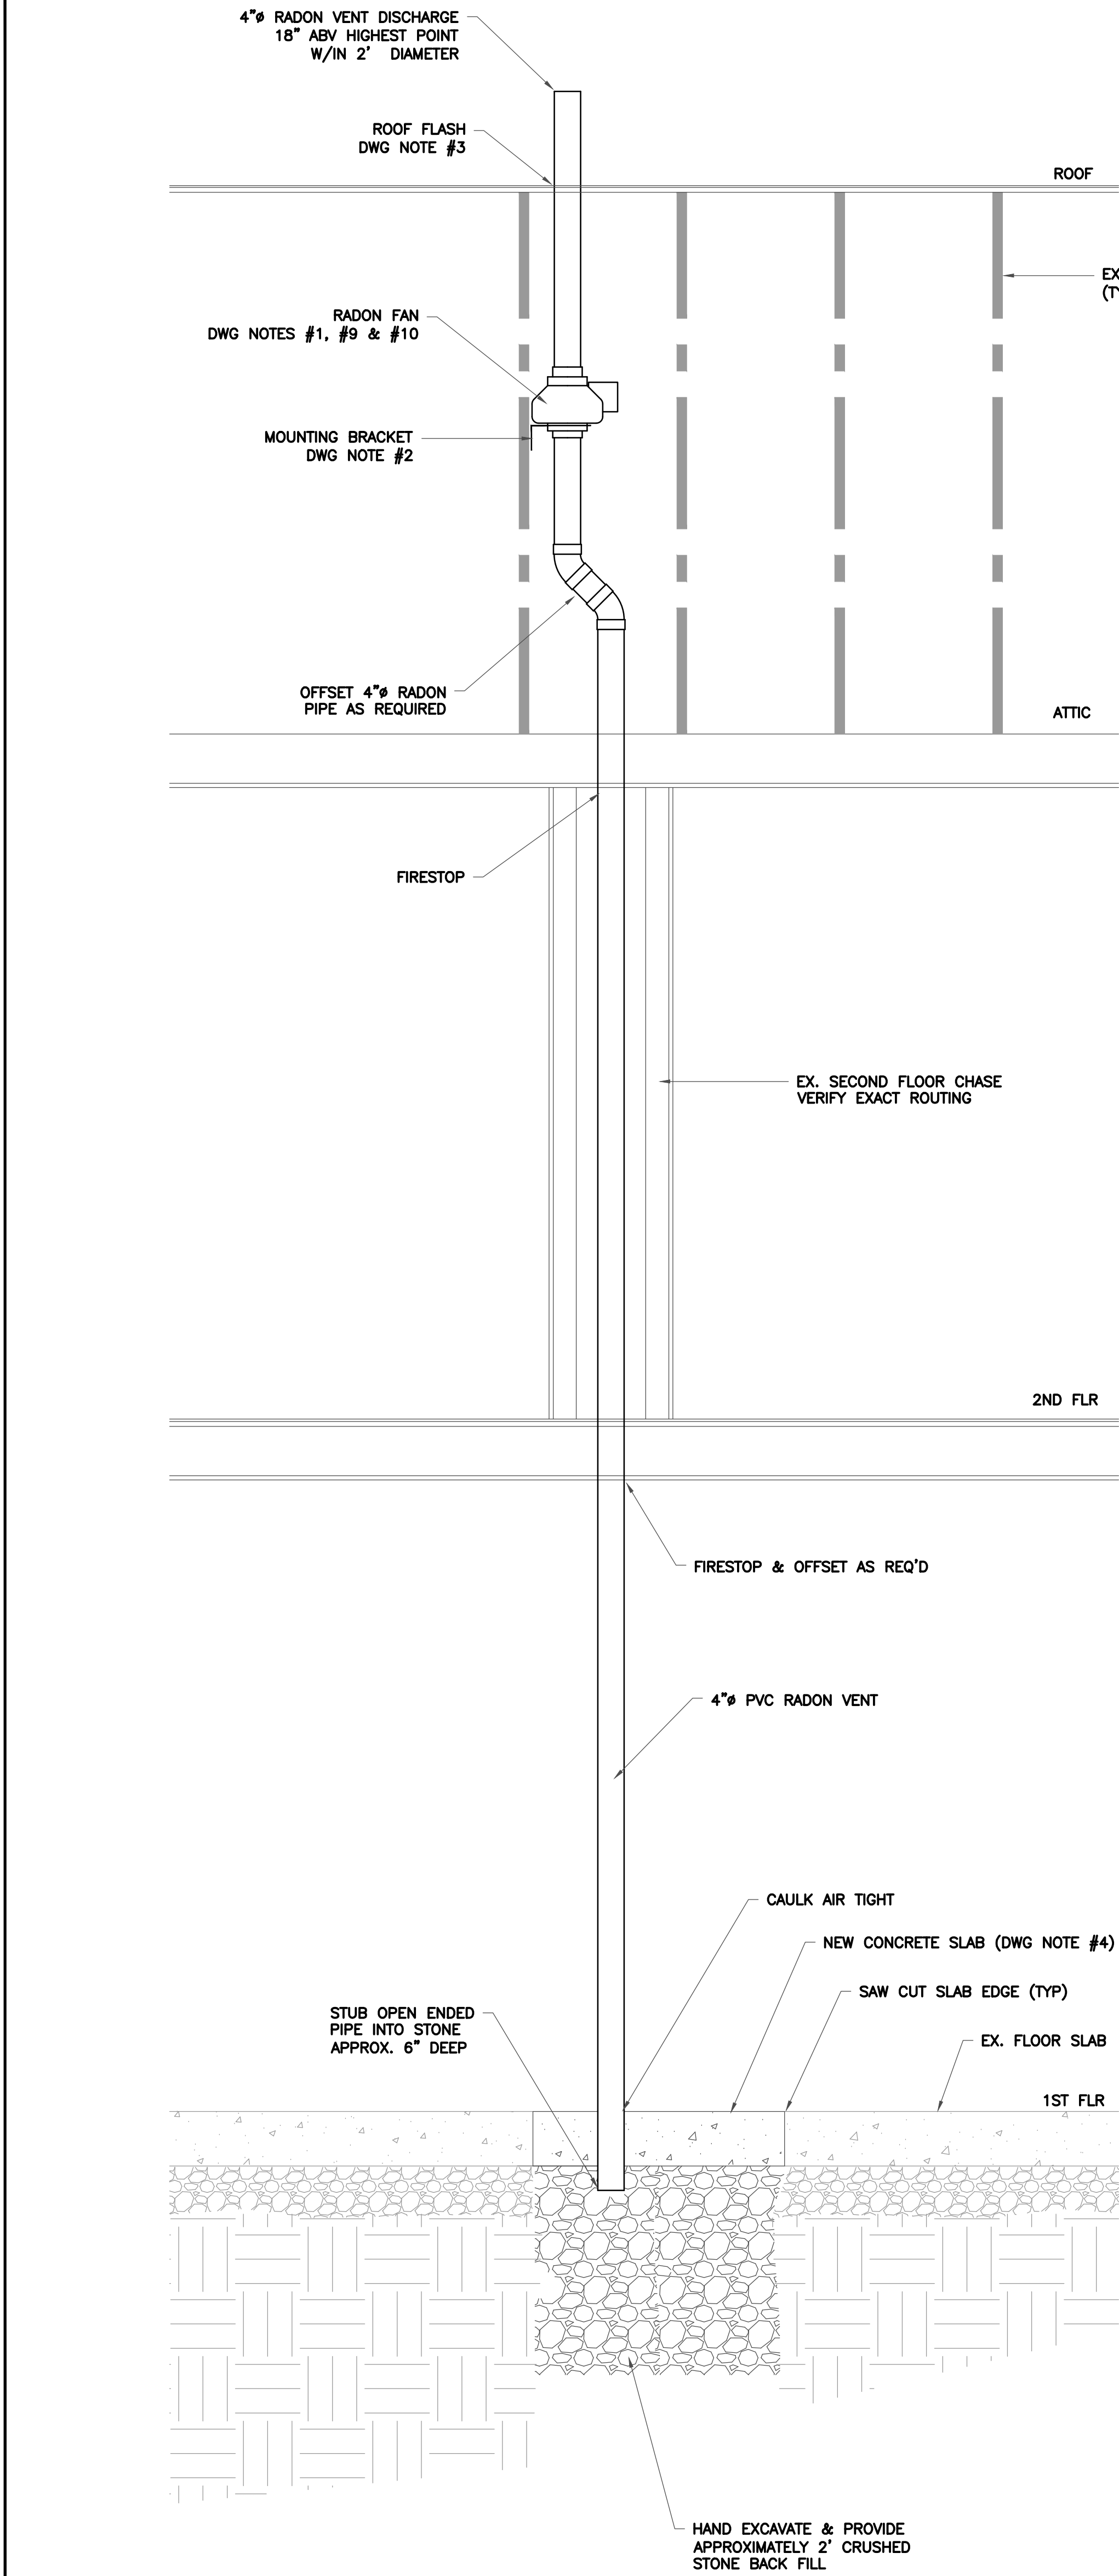 4"ø RADON VENT DISCHARGE
18" ABV HIGHEST POINT
W/IN 2' DIAMETER
ROOF FLASH
DWG NOTE #3
ROOF
EX
(TY
RADON FAN
DWG NOTES #1, #9 & #10
MOUNTING BRACKET
DWG NOTE #2
OFFSET 4"ø RADON
PIPE AS REQUIRED
ATTIC
FIRESTOP
EX. SECOND FLOOR CHASE
VERIFY EXACT ROUTING
2ND FLR
FIRESTOP & OFFSET AS REQ'D
4"ø PVC RADON VENT
CAULK AIR TIGHT
NEW CONCRETE SLAB (DWG NOTE #4)
SAW CUT SLAB EDGE (TYP)
STUB OPEN ENDED
PIPE INTO STONE
APPROX. 6" DEEP
EX. FLOOR SLAB
1ST FLR
HAND EXCAVATE & PROVIDE
APPROXIMATELY 2' CRUSHED
STONE BACK FILL